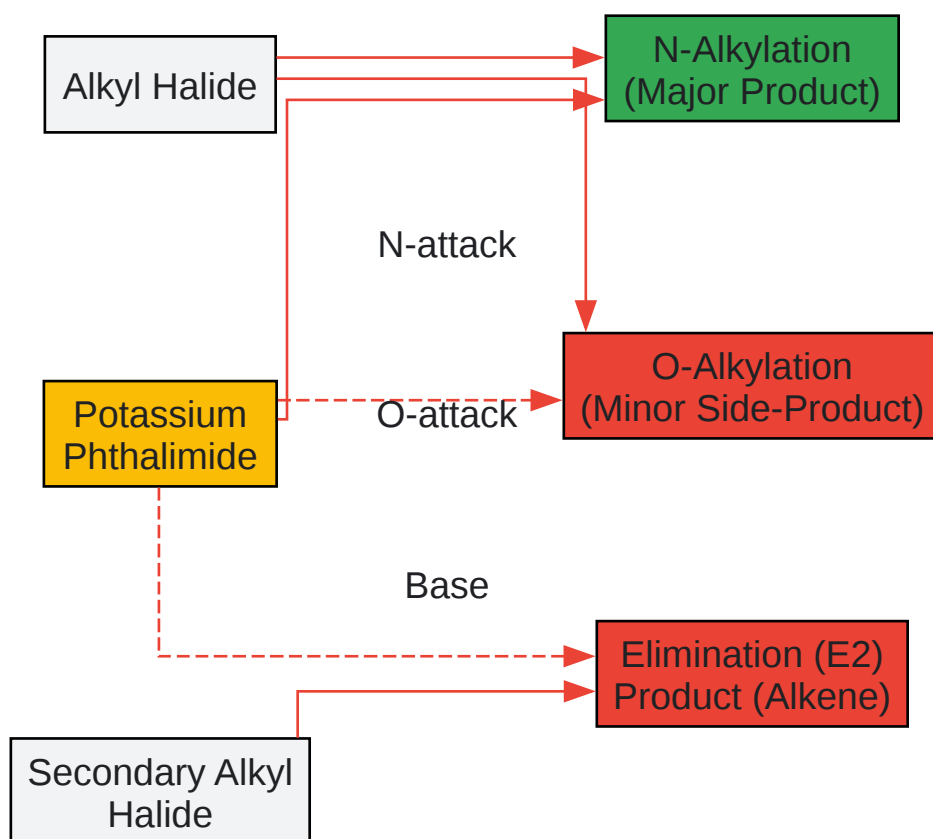 Alkyl Halide
N-Alkylation
(Major Product)
N-attack
O-Alkylation
(Minor Side-Product)
Potassium
Phthalimide
O-attack
Base
Elimination (E2)
Product (Alkene)
Secondary Alkyl
Halide